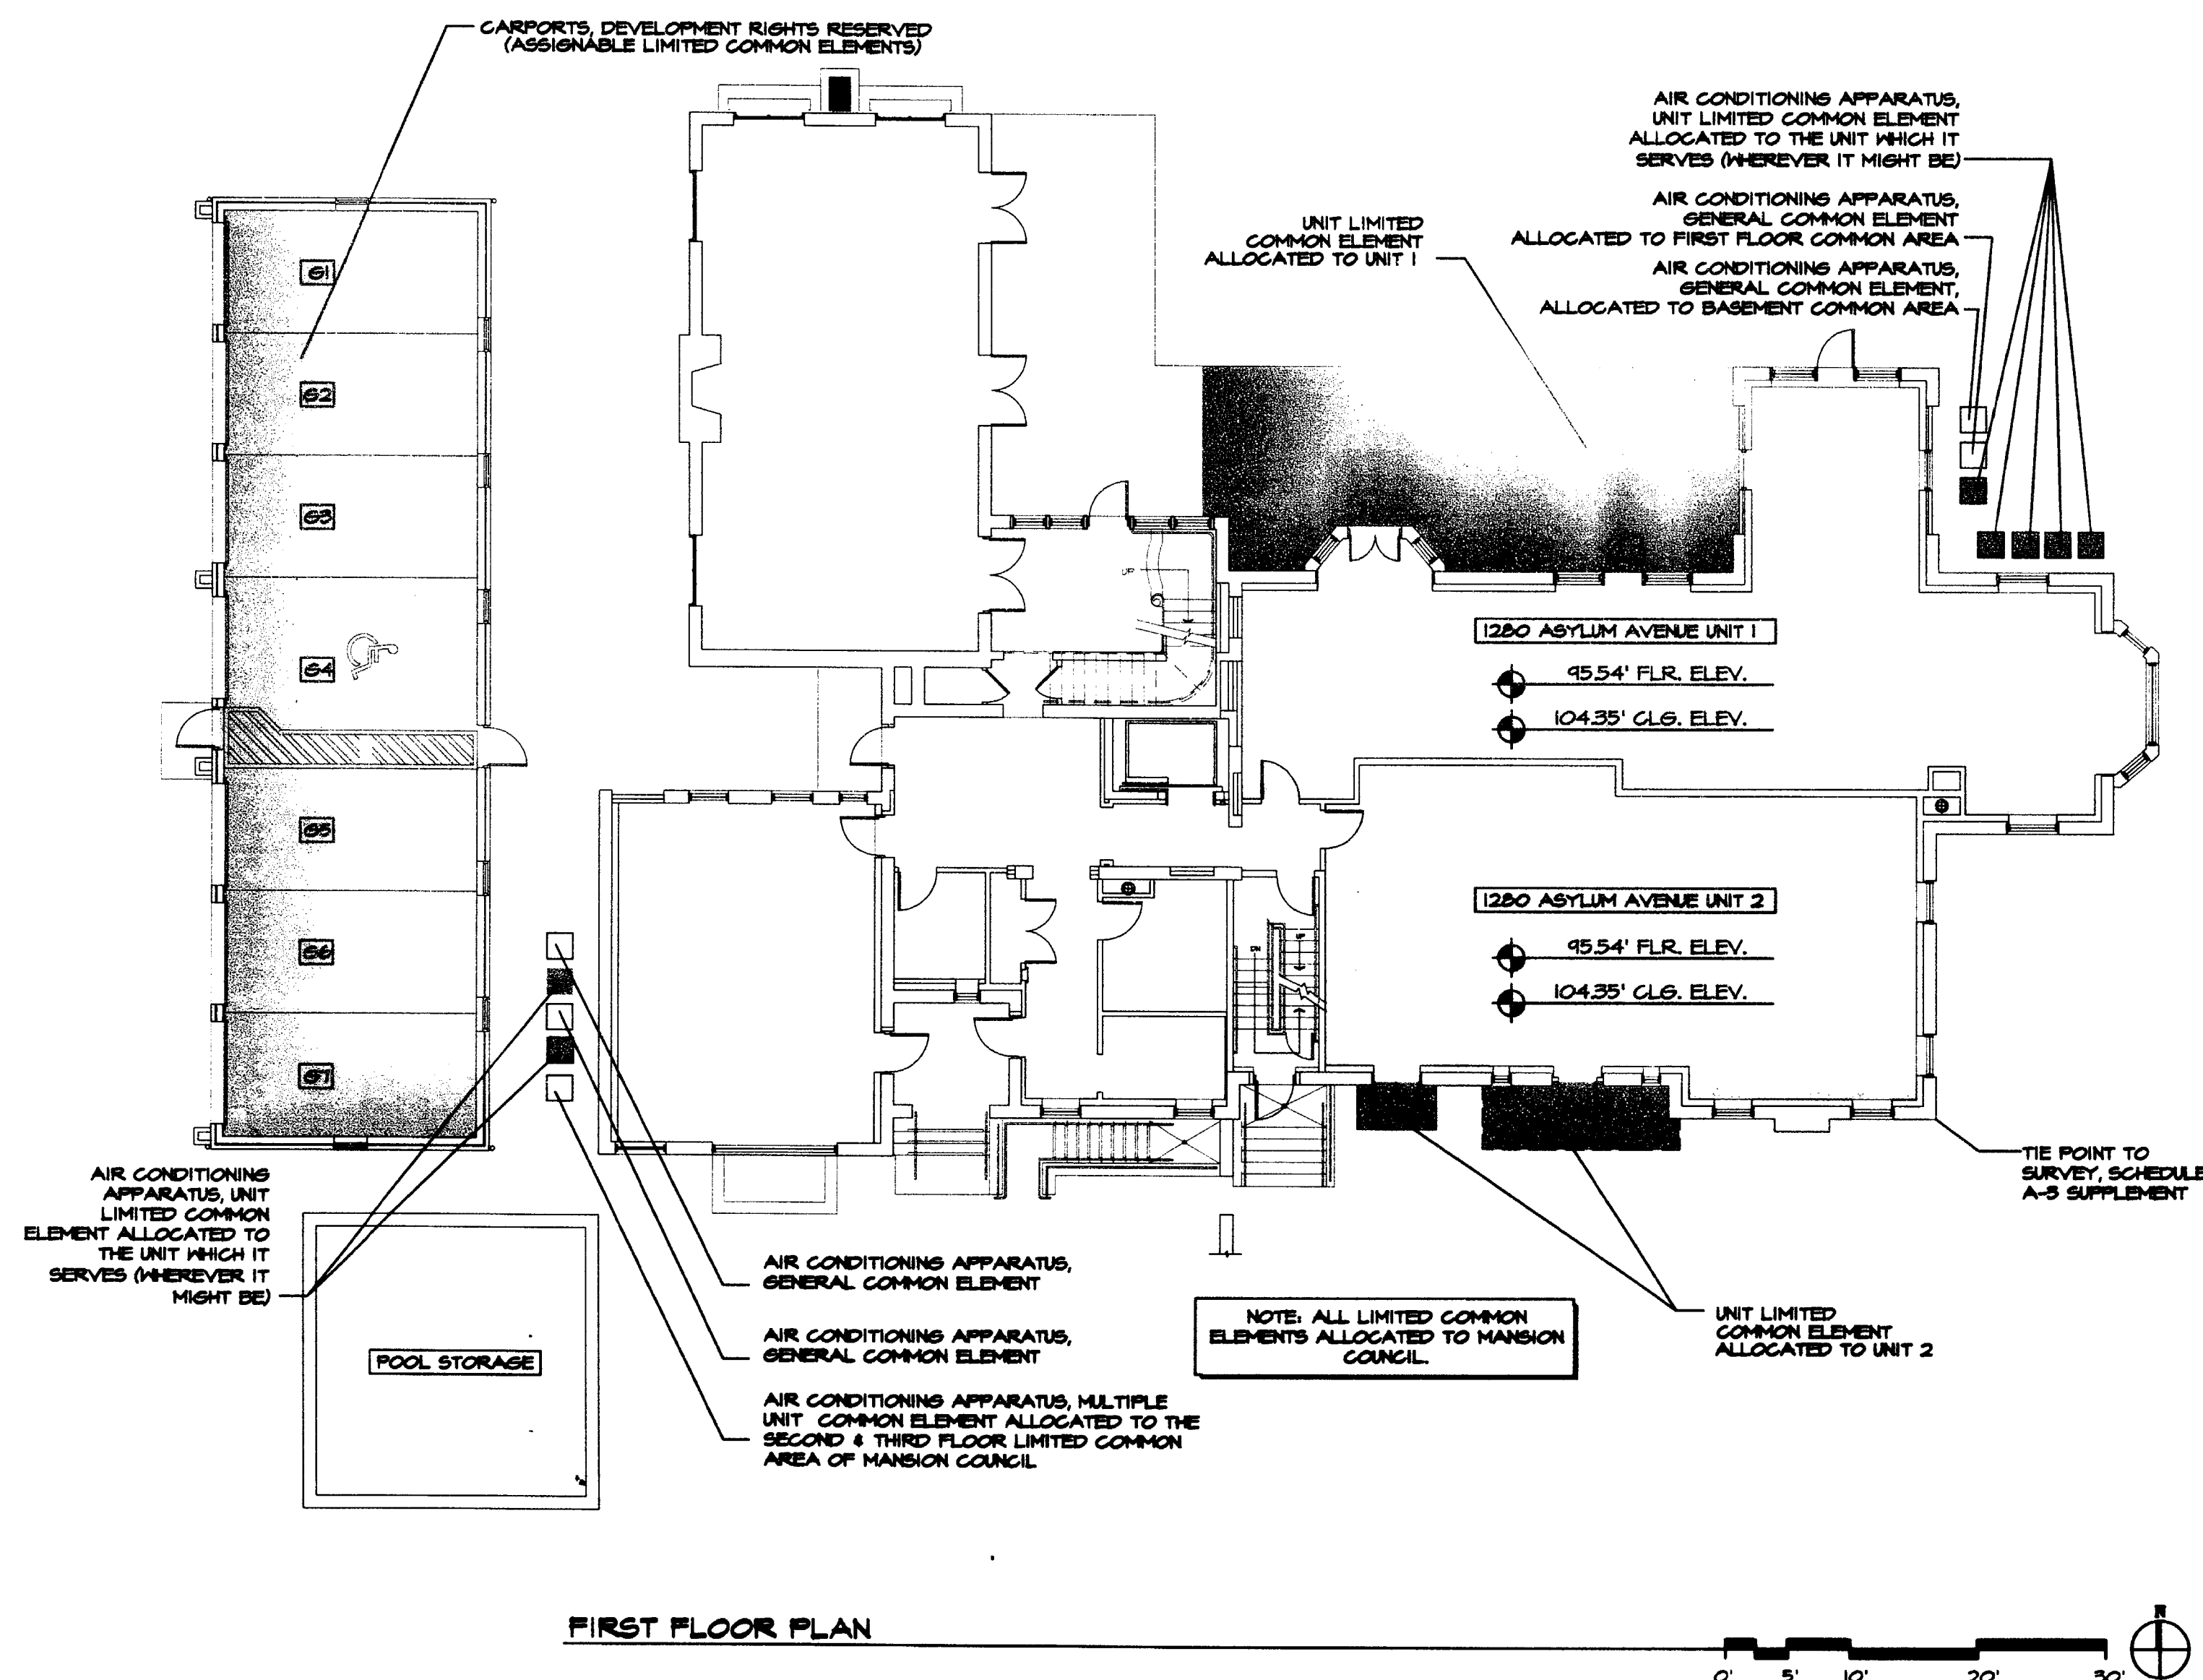 CARPORTS, DEVELOPMENT RIGHTS RESERVED
(ASSIGNABLE LIMITED COMMON ELEMENTS)
AIR CONDITIONING APPARATUS,
UNIT LIMITED COMMON ELEMENT
ALLOCATED TO THE UNIT WHICH IT
SERVES (WHEREVER IT MIGHT BE)
AIR CONDITIONING APPARATUS,
GENERAL COMMON ELEMENT
ALLOCATED TO FIRST FLOOR COMMON AREA
AIR CONDITIONING APPARATUS,
GENERAL COMMON ELEMENT,
ALLOCATED TO BASEMENT COMMON AREA
UNIT LIMITED
COMMON ELEMENT
ALLOCATED TO UNIT 1
G1
G2
G3
G4
G5
G6
G7
UP
1280 ASYLUM AVENUE UNIT 1
95.54' FLR. ELEV.
104.35' CLG. ELEV.
1280 ASYLUM AVENUE UNIT 2
95.54' FLR. ELEV.
104.35' CLG. ELEV.
DN
UP
TIE POINT TO
SURVEY, SCHEDULE
A-3 SUPPLEMENT
AIR CONDITIONING
APPARATUS, UNIT
LIMITED COMMON
ELEMENT ALLOCATED TO
THE UNIT WHICH IT
SERVES (WHEREVER IT
MIGHT BE)
AIR CONDITIONING APPARATUS,
GENERAL COMMON ELEMENT
AIR CONDITIONING APPARATUS,
GENERAL COMMON ELEMENT
AIR CONDITIONING APPARATUS, MULTIPLE
UNIT COMMON ELEMENT ALLOCATED TO THE
SECOND & THIRD FLOOR LIMITED COMMON
AREA OF MANSION COUNCIL
NOTE: ALL LIMITED COMMON
ELEMENTS ALLOCATED TO MANSION
COUNCIL.
UNIT LIMITED
COMMON ELEMENT
ALLOCATED TO UNIT 2
POOL STORAGE
FIRST FLOOR PLAN
N
0' 5' 10' 20' 30'